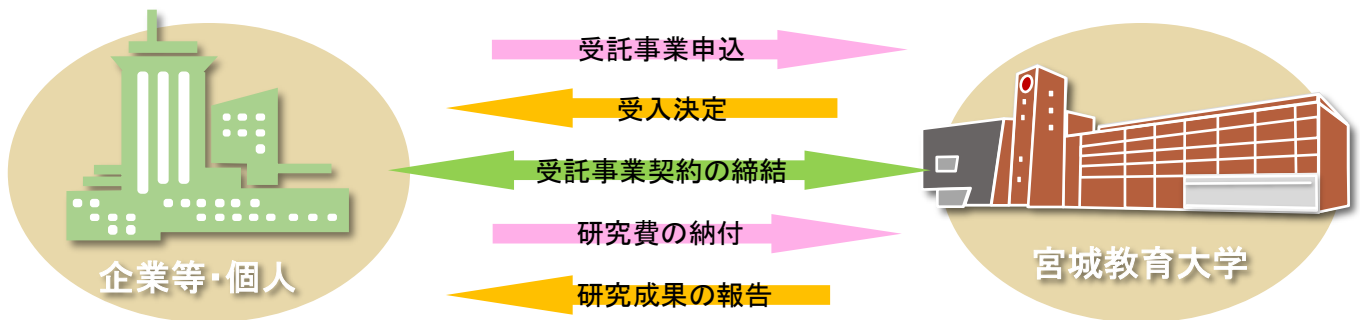 受託事業申込
受入決定
受託事業契約の締結
研究費の納付
研究成果の報告
企業等・個人
宮城教育大学